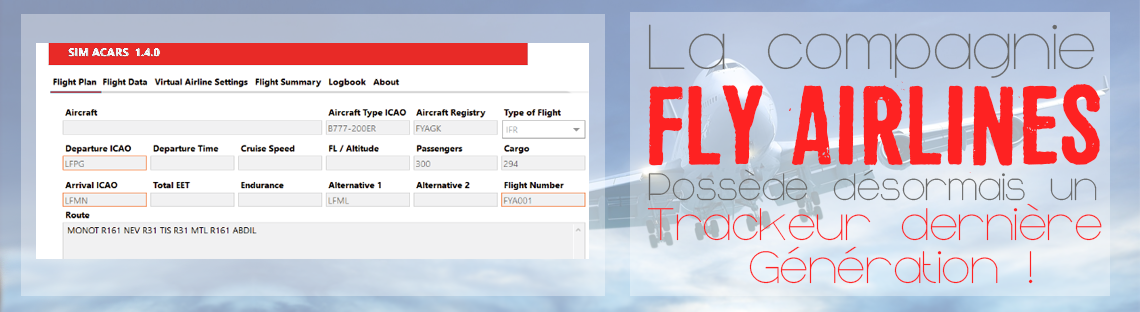 SIM ACARS 1.4.0
Flight Plan Flight Data Virtual Airline Settings Flight Summary Logbook About
Aircraft Aircraft Type ICAO Aircraft Registry Type of Flight
B777-200ER FYAGK IFR
Departure ICAO Departure Time Cruise Speed FL / Altitude Passengers Cargo
LFPG 300 294
Arrival ICAO Total EET Endurance Alternative 1 Alternative 2 Flight Number
LFMN LFML FYA001
Route
MONOT R161 NEV R31 TIS R31 MTL R161 ABDIL
La compagnie
FLY AIRLINES
Possède désormais un
Trackeur dernière
Génération !